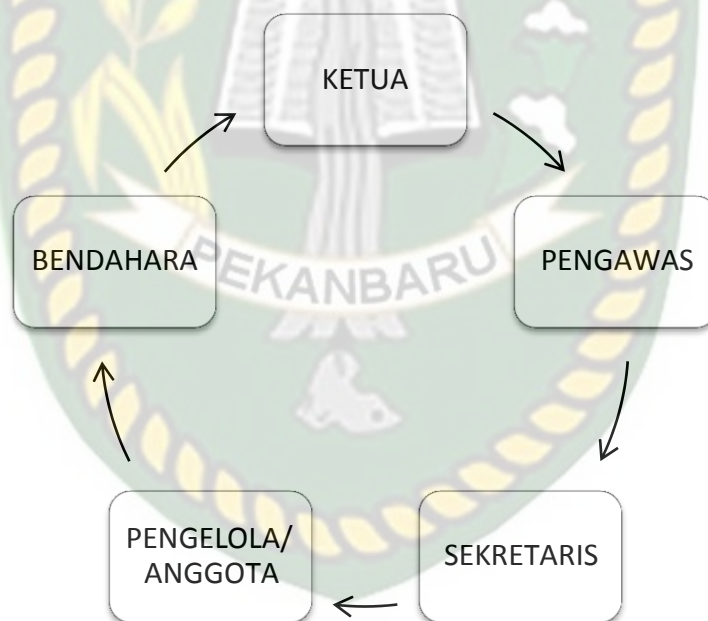 KETUA
BENDAHARA
PENGAWAS
PEKANBARU
PENGELOLA/
ANGGOTA
SEKRETARIS